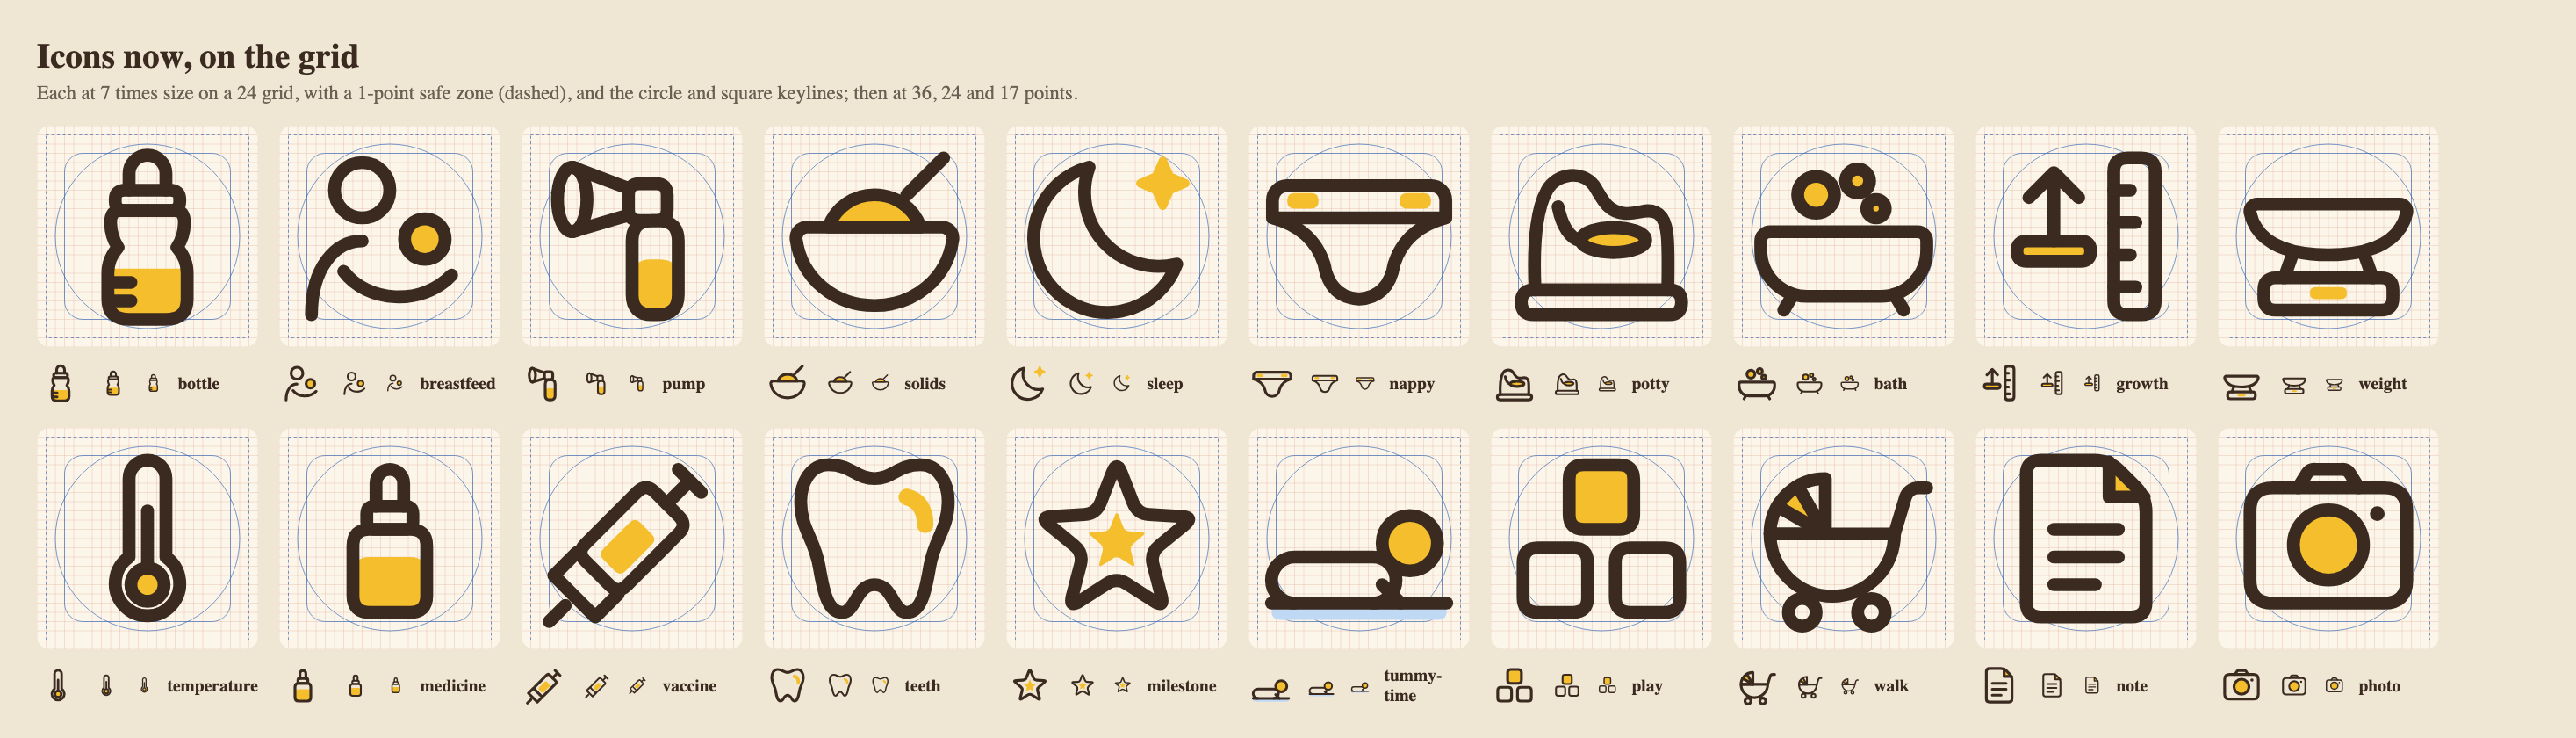 Icons now, on the grid
Each at 7 times size on a 24 grid, with a 1-point safe zone (dashed), and the circle and square keylines; then at 36, 24 and 17 points.
bottle
breastfeed
pump
solids
sleep
nappy
potty
bath
growth
weight
temperature
medicine
vaccine
teeth
milestone
tummy-
time
play
walk
note
photo